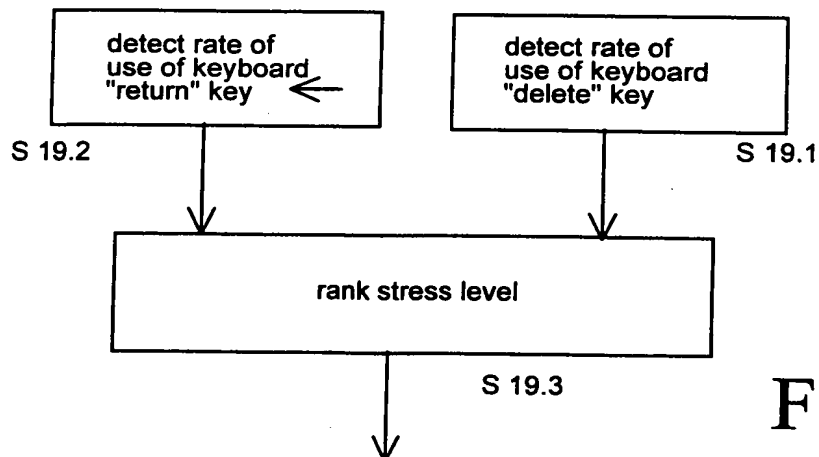 detect rate of
use of keyboard
"return" key ←
S 19.2
detect rate of
use of keyboard
"delete" key
S 19.1
rank stress level
S 19.3
F